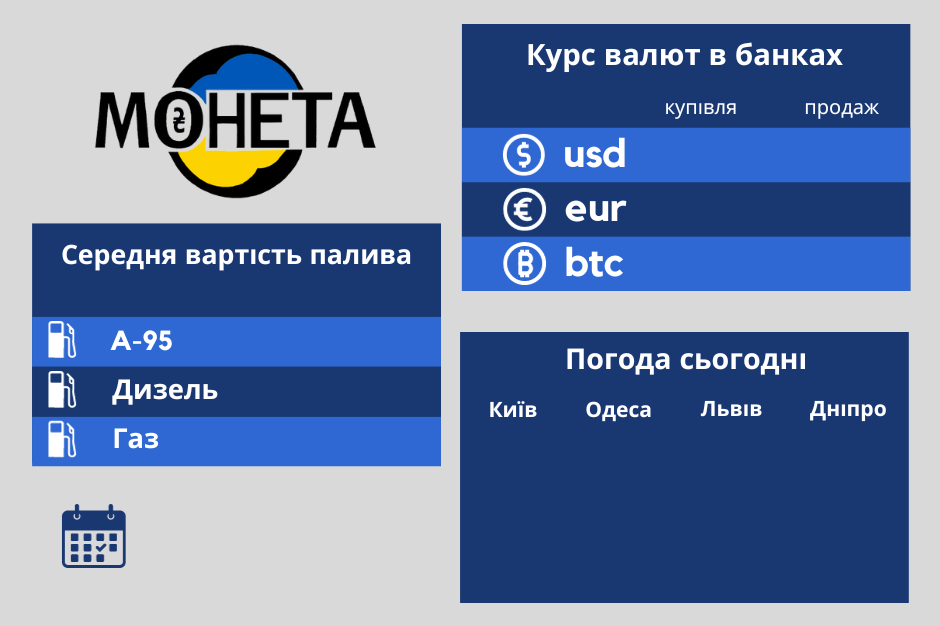 МОНЕТА
Середня вартість палива
А-95
Дизель
Газ
Курс валют в банках
купівля продаж
usd
eur
btc
Погода сьогодні
Київ Одеса Львів Дніпро